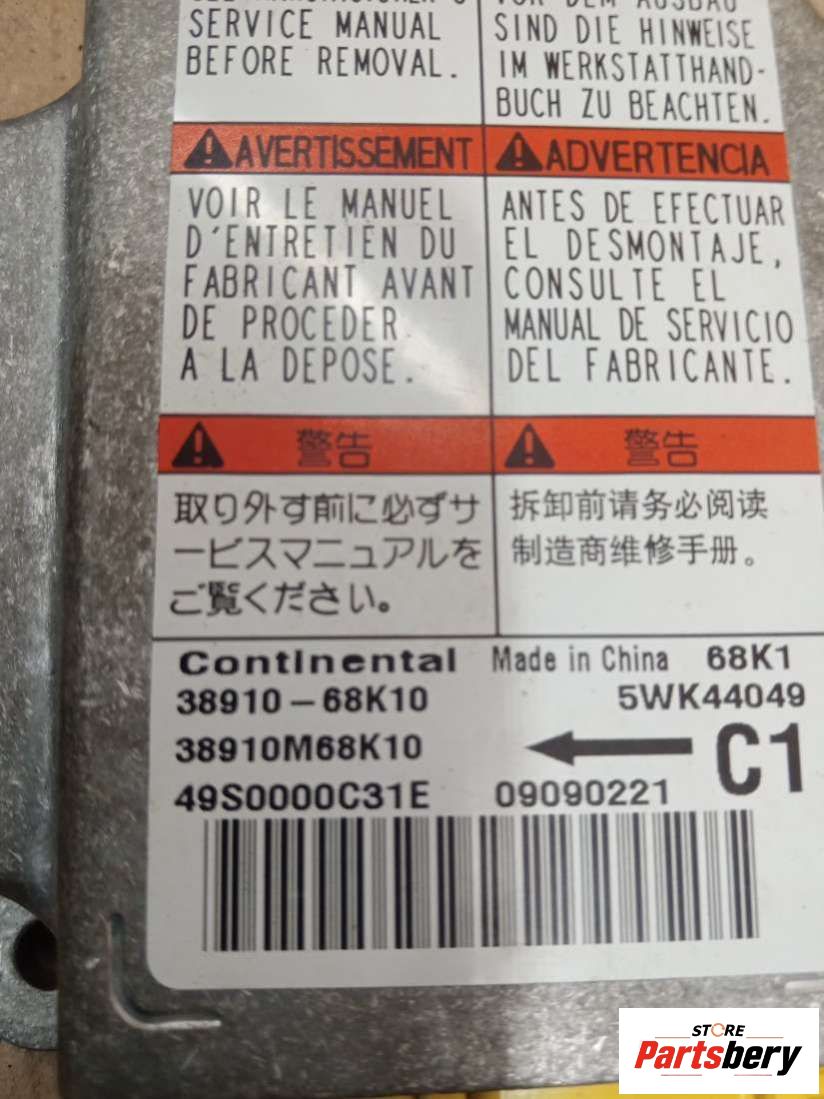 SERVICE MANUAL
BEFORE REMOVAL.
VOR DEM AUSBAU
SIND DIE HINWEISE
IM WERKSTATTHAND-
BUCH ZU BEACHTEN.
AVERTISSEMENT
VOIR LE MANUEL
D'ENTRETIEN DU
FABRICANT AVANT
DE PROCEDER
A LA DEPOSE.
ADVERTENCIA
ANTES DE EFECTUAR
EL DESMONTAJE,
CONSULTE EL
MANUAL DE SERVICIO
DEL FABRICANTE.
警告
取り外す前に必ずサ
ービスマニュアルを
ご覧ください。
警告
拆卸前请务必阅读
制造商维修手册。
Continental Made in China 68K1
38910-68K10 5WK44049
38910M68K10 C1
49S0000C31E 09090221
STORE
Partsbery